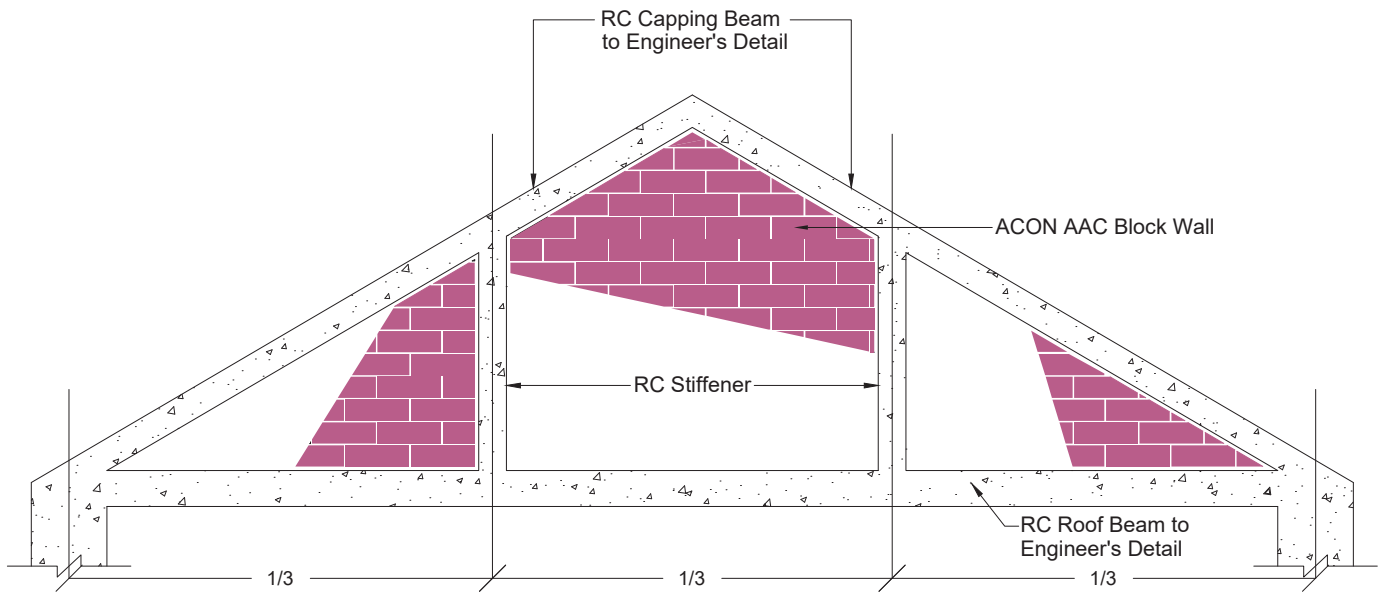 RC Capping Beam
to Engineer's Detail
ACON AAC Block Wall
RC Stiffener
RC Roof Beam to
Engineer's Detail
1/3
1/3
1/3